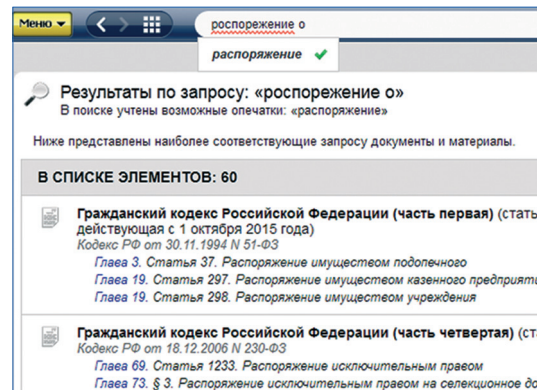 Меню
роспорежение о
распоряжение
Результаты по запросу: «роспорежение о»
В поиске учтены возможные опечатки: «распоряжение»
Ниже представлены наиболее соответствующие запросу документы и материалы.
В СПИСКЕ ЭЛЕМЕНТОВ: 60
Гражданский кодекс Российской Федерации (часть первая) (стать
действующая с 1 октября 2015 года)
Кодекс РФ от 30.11.1994 N 51-ФЗ
Глава 3. Статья 37. Распоряжение имуществом подопечного
Глава 19. Статья 297. Распоряжение имуществом казенного предприяти
Глава 19. Статья 298. Распоряжение имуществом учреждения
Гражданский кодекс Российской Федерации (часть четвертая) (ст
Кодекс РФ от 18.12.2006 N 230-ФЗ
Глава 69. Статья 1233. Распоряжение исключительным правом
Глава 73. § 3. Распоряжение исключительным правом на селекционное до